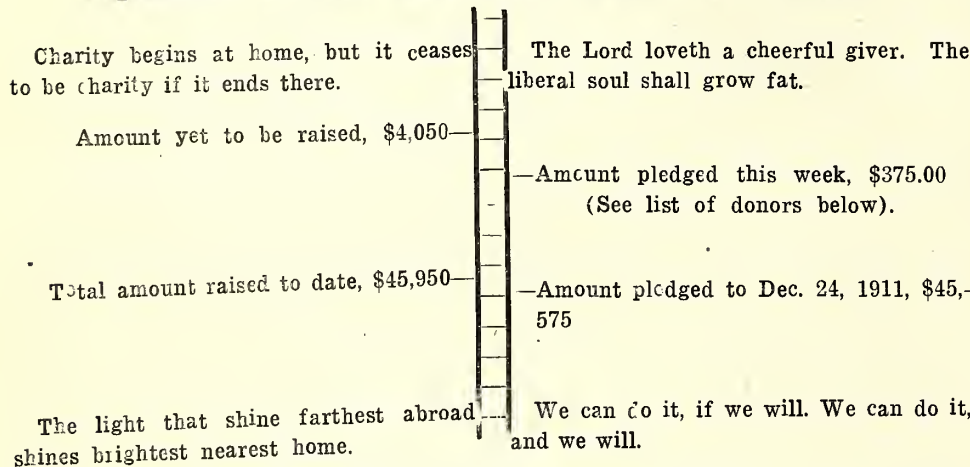 Charity begins at home, but it ceases
to be charity if it ends there.
Amount yet to be raised, $4,050—
Total amount raised to date, $45,950—
The light that shine farthest abroad
shines brightest nearest home.
The Lord loveth a cheerful giver. The
liberal soul shall grow fat.
—Amount pledged this week, $375.00
(See list of donors below).
—Amount pledged to Dec. 24, 1911, $45,-
575
We can do it, if we will. We can do it,
and we will.